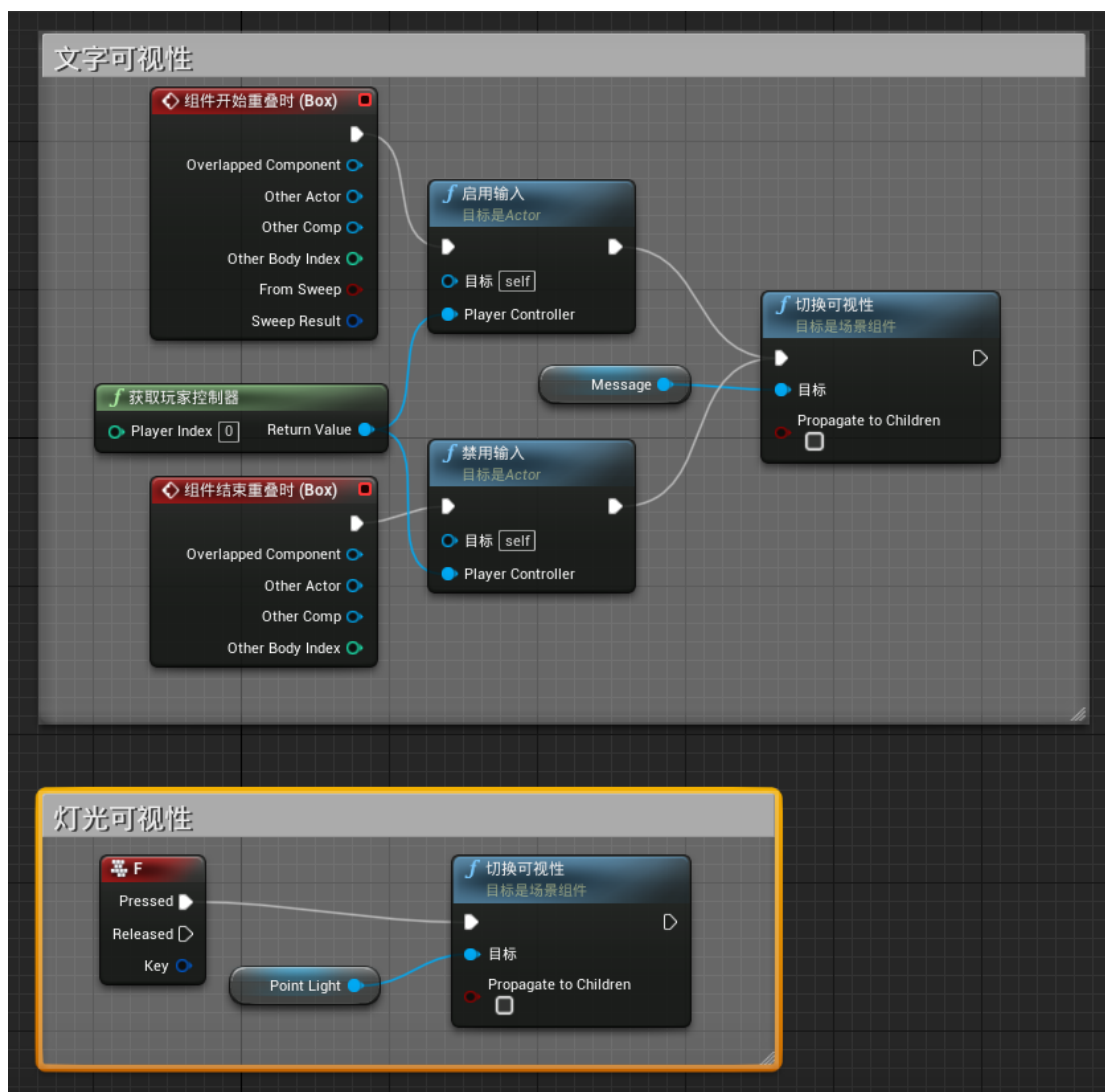 文字可视性
组件开始重叠时 (Box)
Overlapped Component
Other Actor
Other Comp
Other Body Index
From Sweep
Sweep Result
f 启用输入
目标是Actor
目标 self
Player Controller
f 切换可视性
目标是场景组件
目标
Propagate to Children
Message
f 获取玩家控制器
Player Index 0 Return Value
f 禁用输入
目标是Actor
目标 self
Player Controller
组件结束重叠时 (Box)
Overlapped Component
Other Actor
Other Comp
Other Body Index
灯光可视性
F
Pressed
Released
Key
Point Light
f 切换可视性
目标是场景组件
目标
Propagate to Children